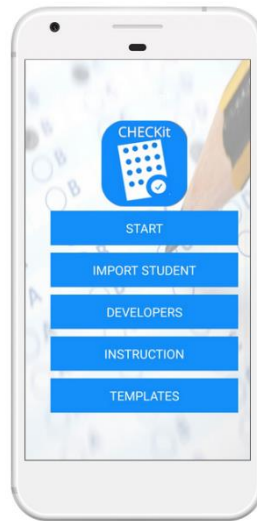 CHECKit
START
IMPORT STUDENT
DEVELOPERS
INSTRUCTION
TEMPLATES